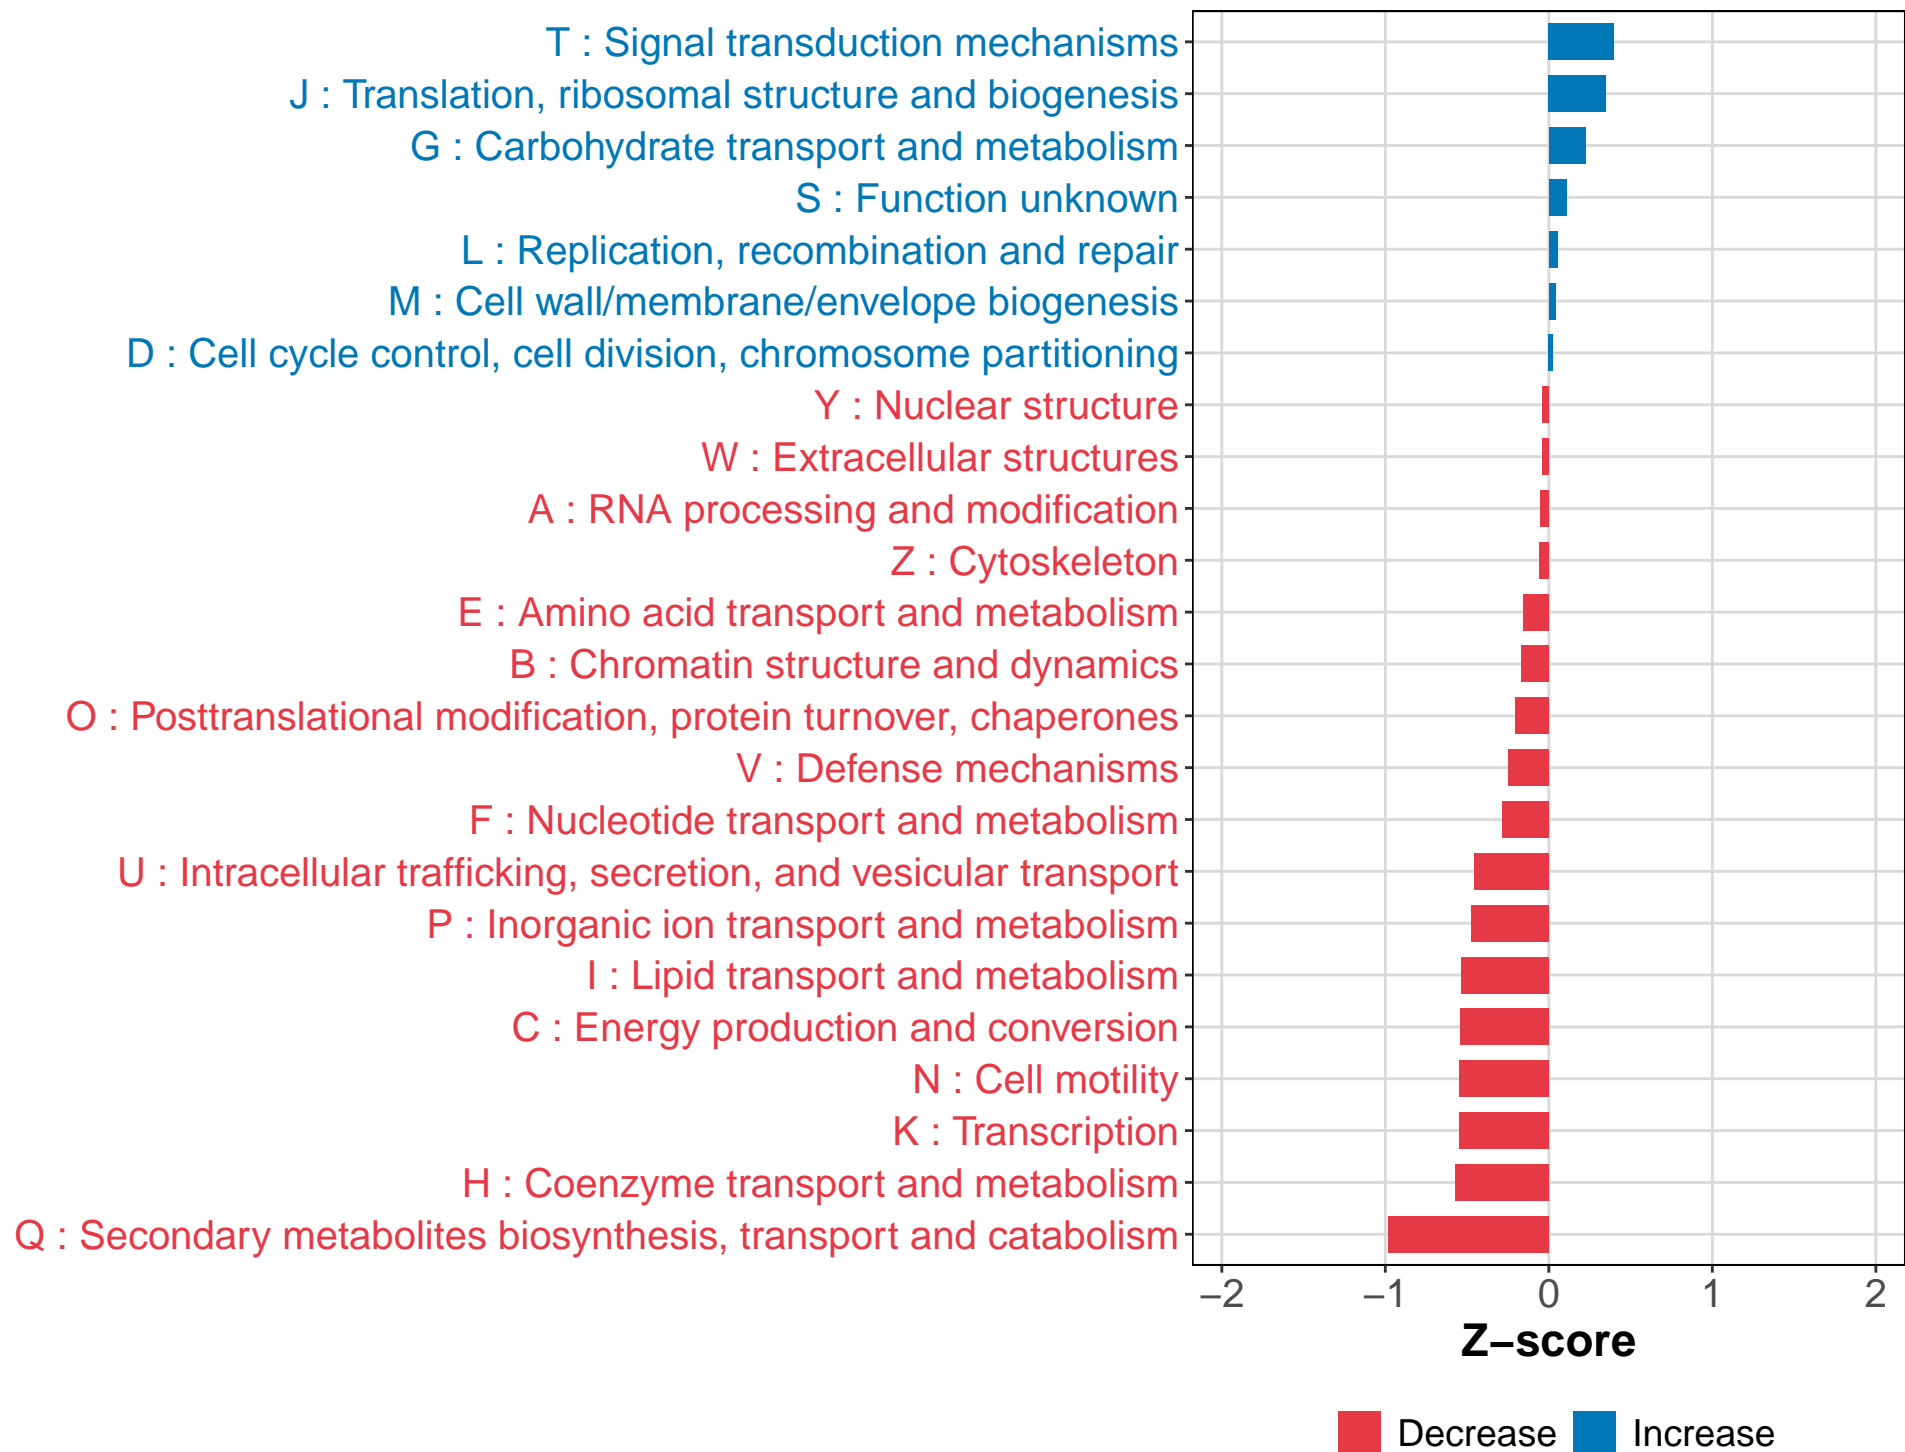 T : Signal transduction mechanisms
J : Translation, ribosomal structure and biogenesis
G : Carbohydrate transport and metabolism
S : Function unknown
L : Replication, recombination and repair
M : Cell wall/membrane/envelope biogenesis
D : Cell cycle control, cell division, chromosome partitioning
Y : Nuclear structure
W : Extracellular structures
A : RNA processing and modification
Z : Cytoskeleton
E : Amino acid transport and metabolism
B : Chromatin structure and dynamics
O : Posttranslational modification, protein turnover, chaperones
V : Defense mechanisms
F : Nucleotide transport and metabolism
U : Intracellular trafficking, secretion, and vesicular transport
P : Inorganic ion transport and metabolism
I : Lipid transport and metabolism
C : Energy production and conversion
N : Cell motility
K : Transcription
H : Coenzyme transport and metabolism
Q : Secondary metabolites biosynthesis, transport and catabolism
−2 −1 0 1 2
Z−score
Decrease Increase